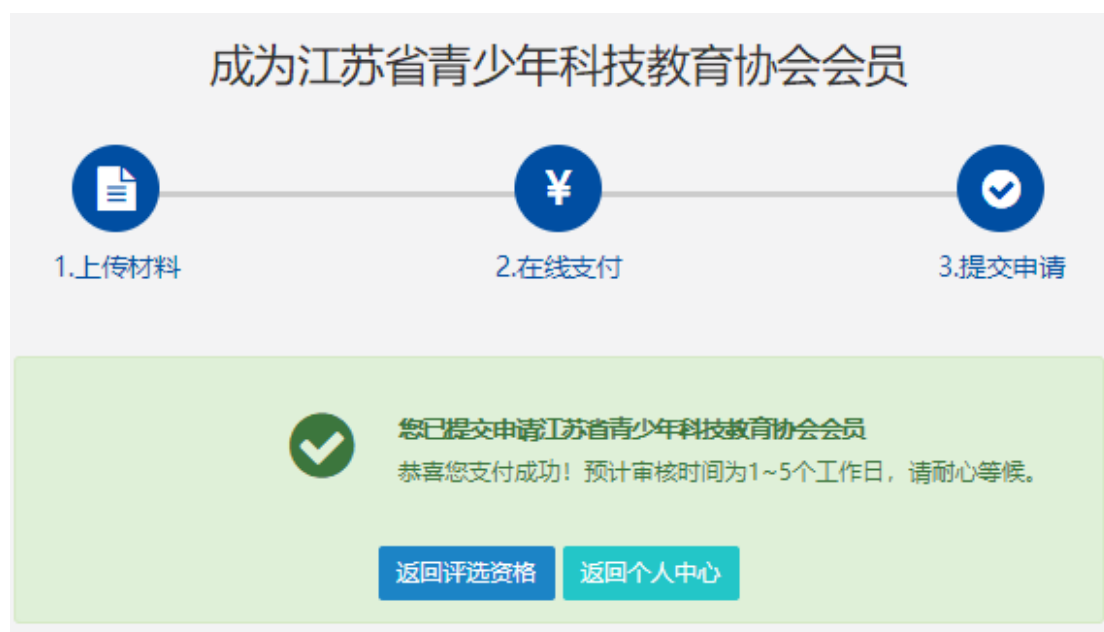 成为江苏省青少年科技教育协会会员
¥
1.上传材料
2.在线支付
3.提交申请
您已提交申请江苏省青少年科技教育协会会员
恭喜您支付成功！预计审核时间为1~5个工作日，请耐心等候。
返回评选资格
返回个人中心